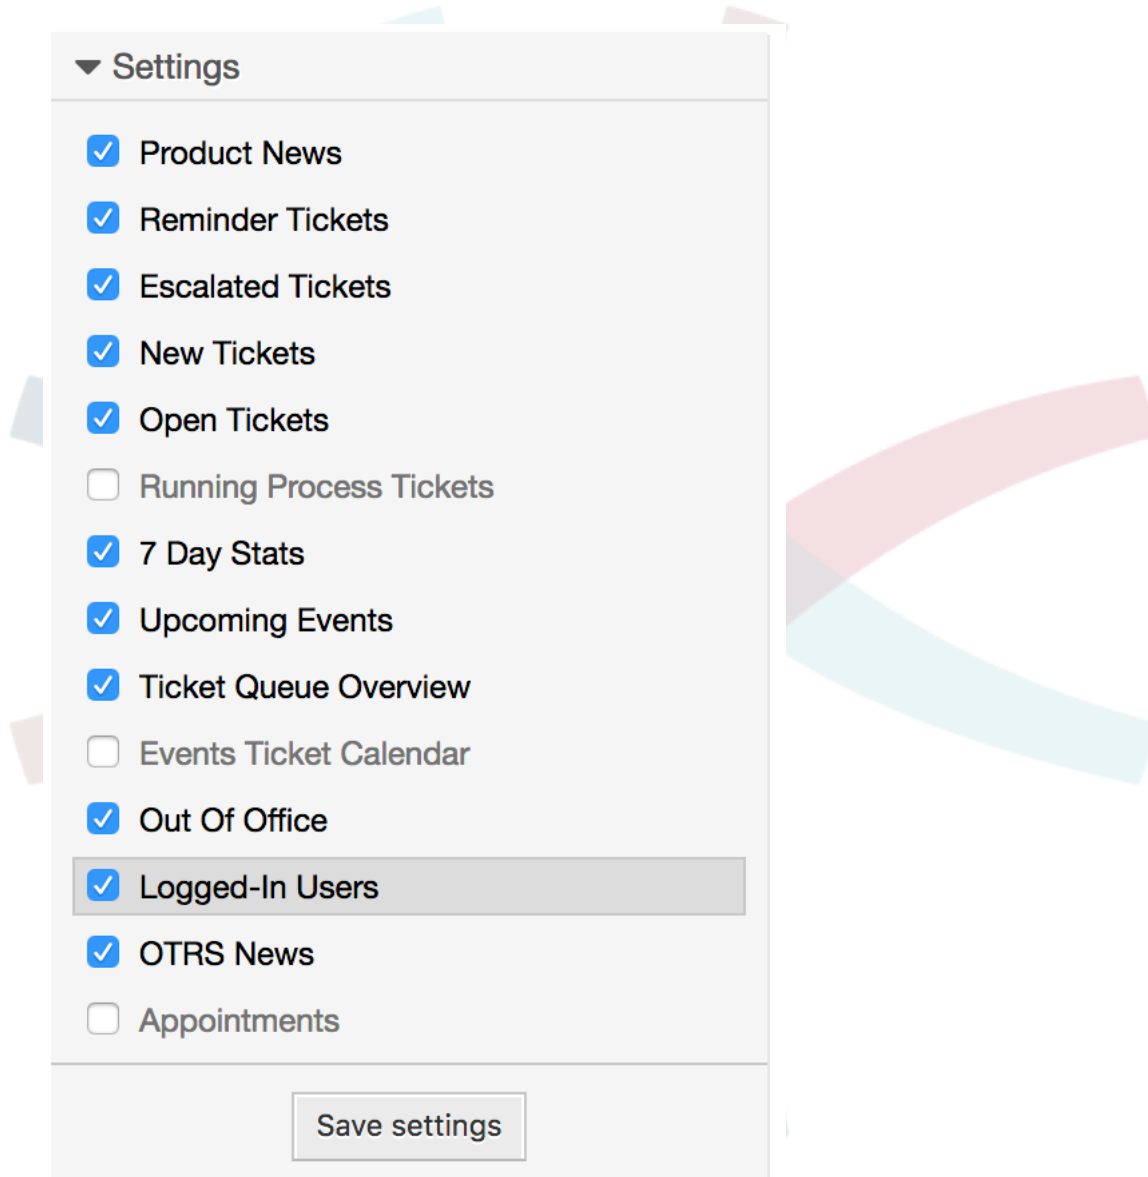 Settings
Product News
Reminder Tickets
Escalated Tickets
New Tickets
Open Tickets
Running Process Tickets
7 Day Stats
Upcoming Events
Ticket Queue Overview
Events Ticket Calendar
Out Of Office
Logged-In Users
OTRS News
Appointments
Save settings